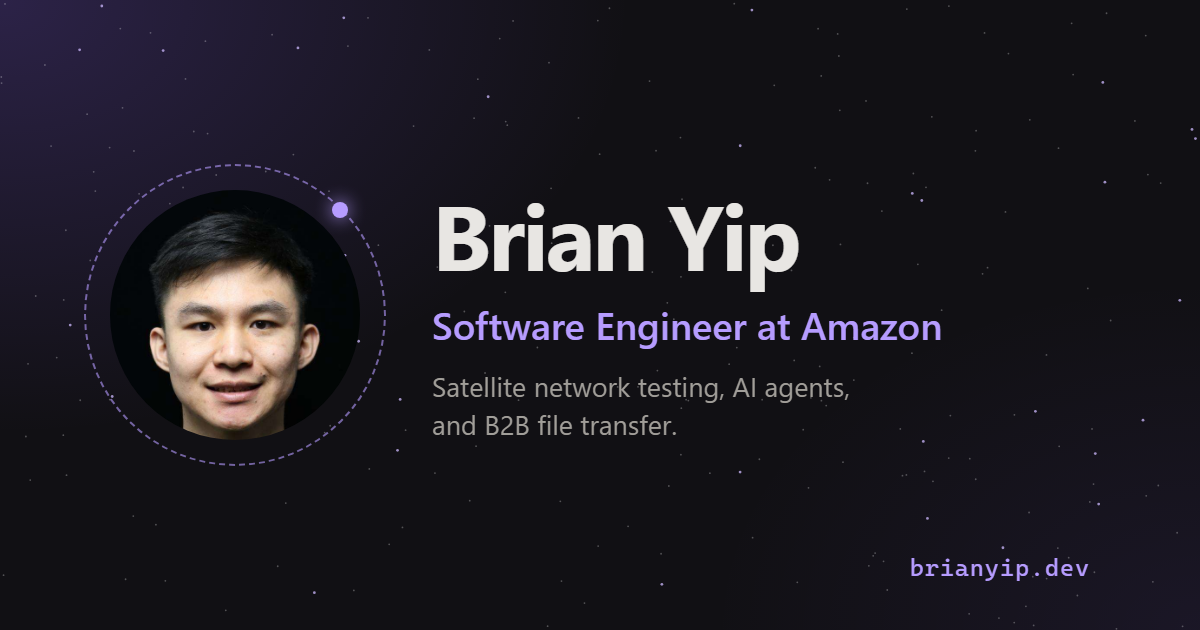 Brian Yip
Software Engineer at Amazon
Satellite network testing, AI agents,
and B2B file transfer.
brianyip.dev